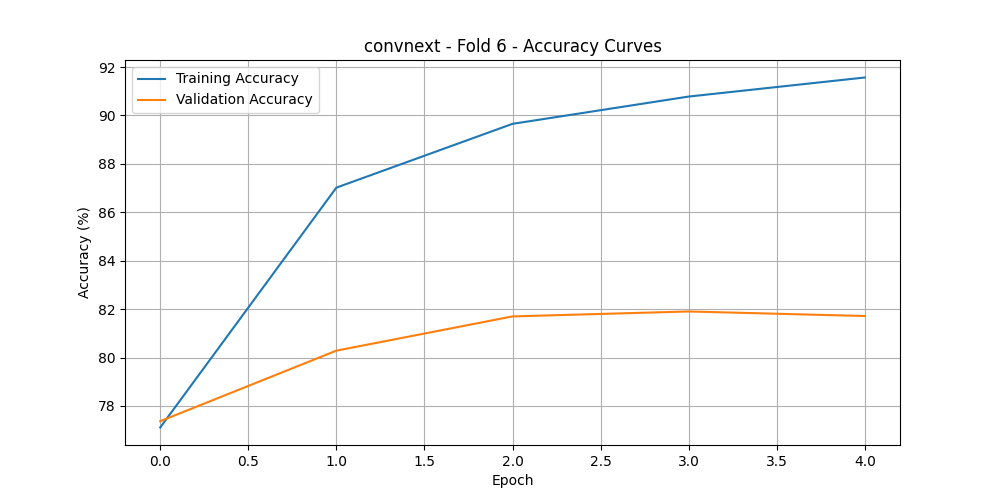 convnext - Fold 6 - Accuracy Curves
Training Accuracy
Validation Accuracy
Accuracy (%)
92
90
88
86
84
82
80
78
0.0 0.5 1.0 1.5 2.0 2.5 3.0 3.5 4.0
Epoch